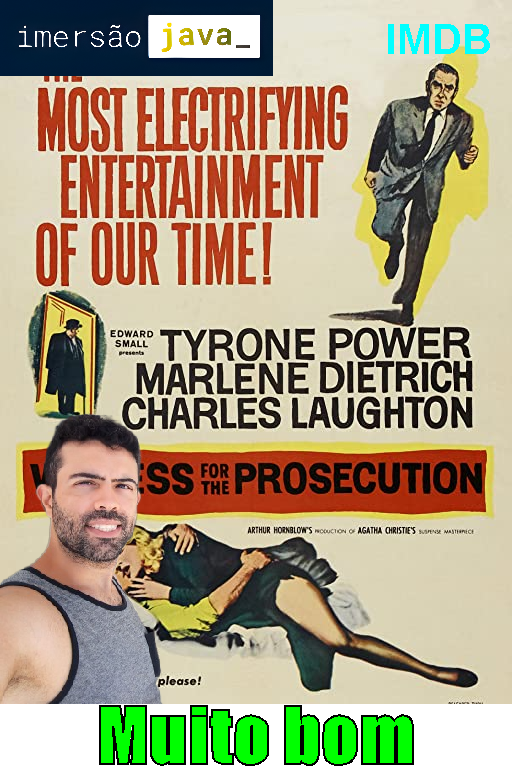 imersão java_
IMDB
MOST ELECTRIFYING
ENTERTAINMENT
OF OUR TIME!
EDWARD
SMALL
presents
TYRONE POWER
MARLENE DIETRICH
CHARLES LAUGHTON
FOR THE PROSECUTION
ARTHUR HORNBLOW'S PRODUCTION OF AGATHA CHRISTIE'S SUSPENSE MASTERPIECE
please!
Muito bom